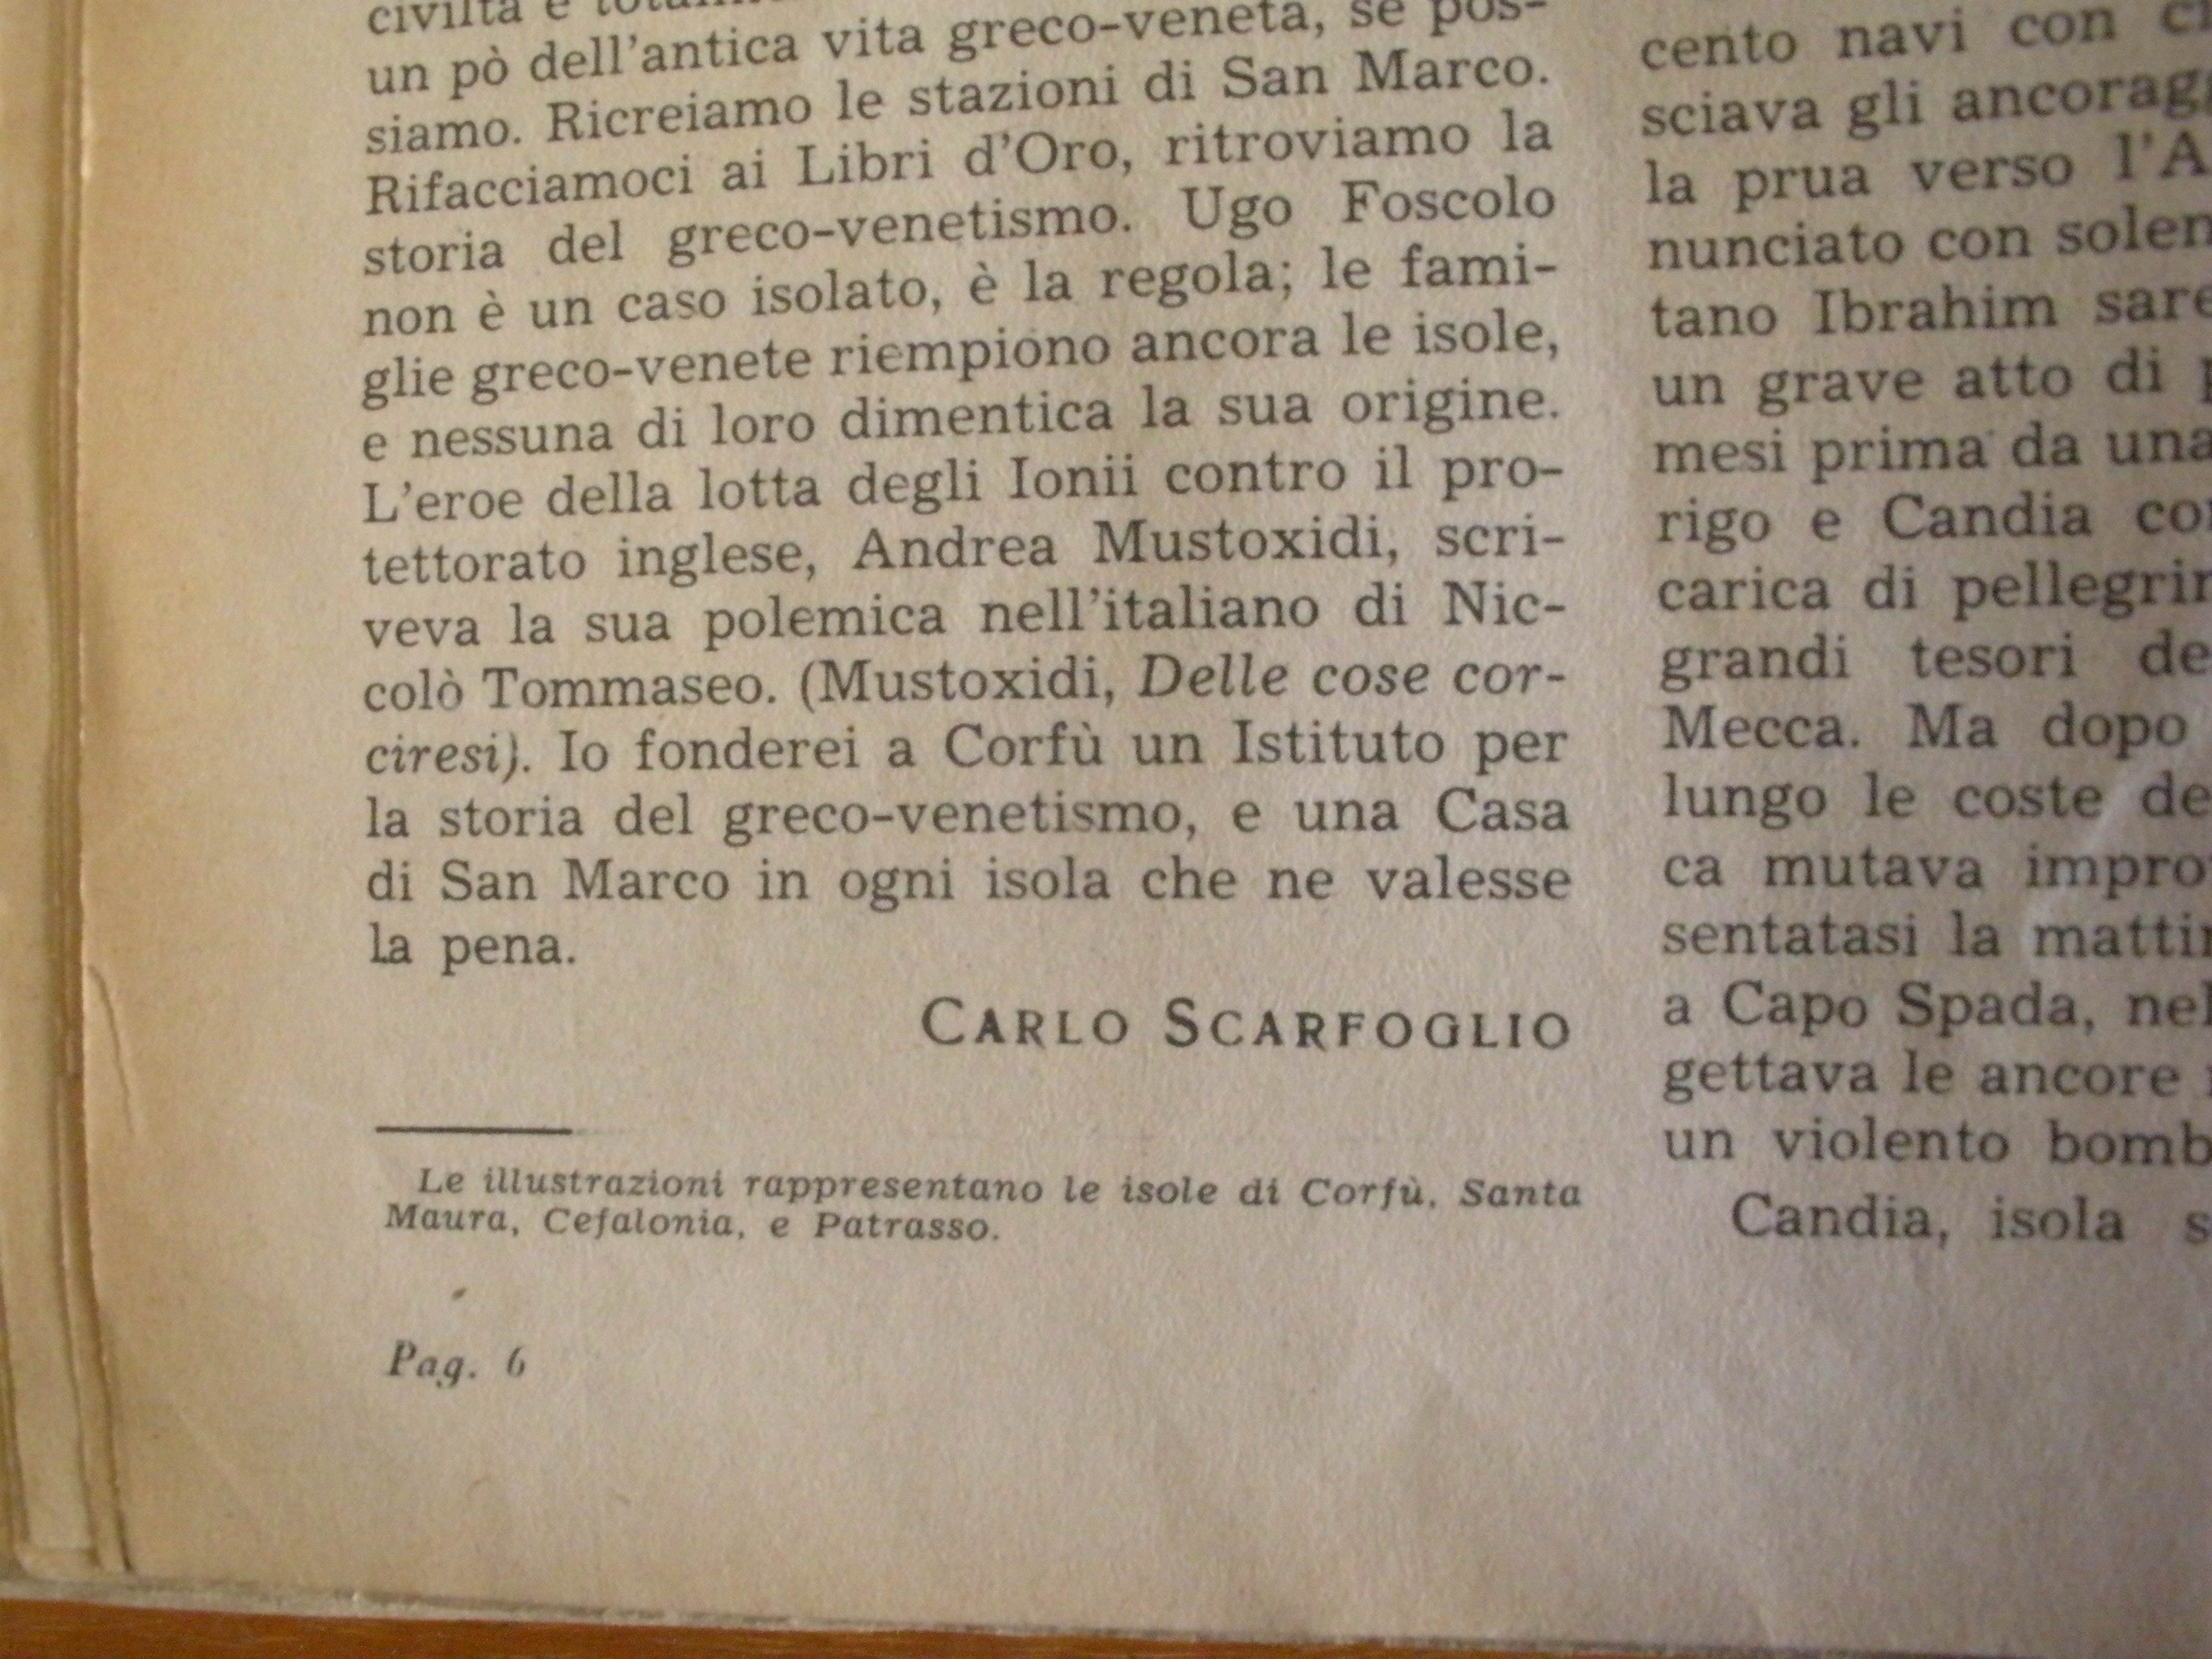 civiltà e
un pò dell'antica vita greco-veneta, se pos-
siamo. Ricreiamo le stazioni di San Marco.
Rifacciamoci ai Libri d'Oro, ritroviamo la
storia del greco-venetismo. Ugo Foscolo
non è un caso isolato, è la regola; le fami-
glie greco-venete riempiono ancora le isole,
e nessuna di loro dimentica la sua origine.
L'eroe della lotta degli Ionii contro il pro-
tettorato inglese, Andrea Mustoxidi, scri-
veva la sua polemica nell'italiano di Nic-
colò Tommaseo. (Mustoxidi, Delle cose cor-
ciresi). Io fonderei a Corfù un Istituto per
la storia del greco-venetismo, e una Casa
di San Marco in ogni isola che ne valesse
la pena.
CARLO SCARFOGLIO
Le illustrazioni rappresentano le isole di Corfù, Santa
Maura, Cefalonia, e Patrasso.
Pag. 6
cento navi con
sciava gli
la prua verso
nunciato con
tano Ibrahim
un grave atto di
mesi prima da una
rigo e Candia
carica di
grandi tesori
Mecca. Ma dopo
lungo le coste
ca mutava
sentatasi la
a Capo Spada,
gettava le ancore
un violento
Candia, isola